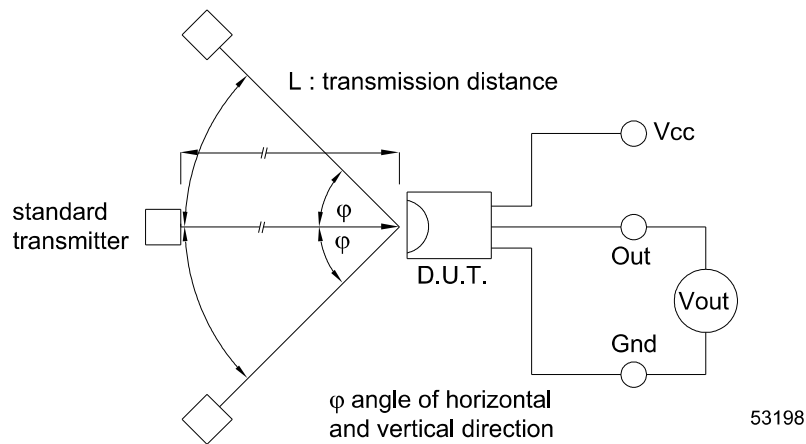 L : transmission distance
Vcc
standard
transmitter
φ
φ
Out
D.U.T.
Vout
Gnd
φ angle of horizontal
and vertical direction
53198